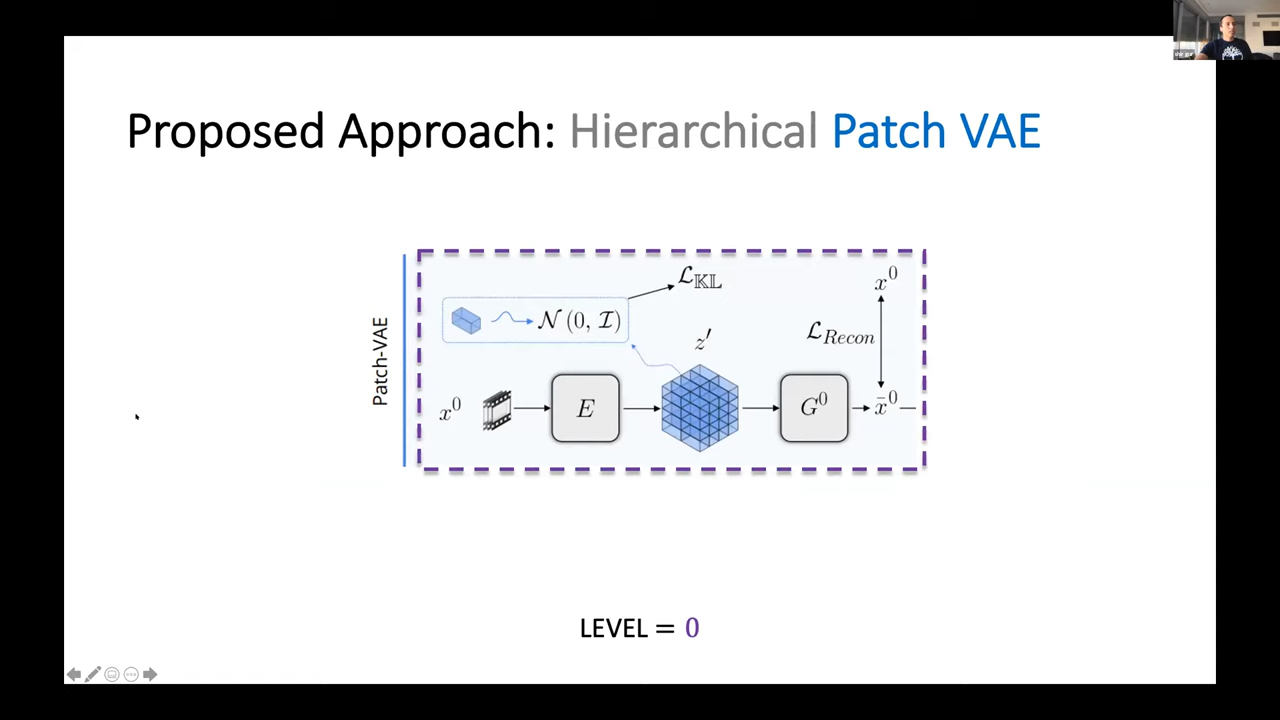 Proposed Approach: Hierarchical Patch VAE
Patch-VAE
𝓛𝕂𝕃
𝒩 (0, ℐ)
x⁰
𝓛Recon
z′
x⁰
E
G⁰
x̄⁰
LEVEL = 0